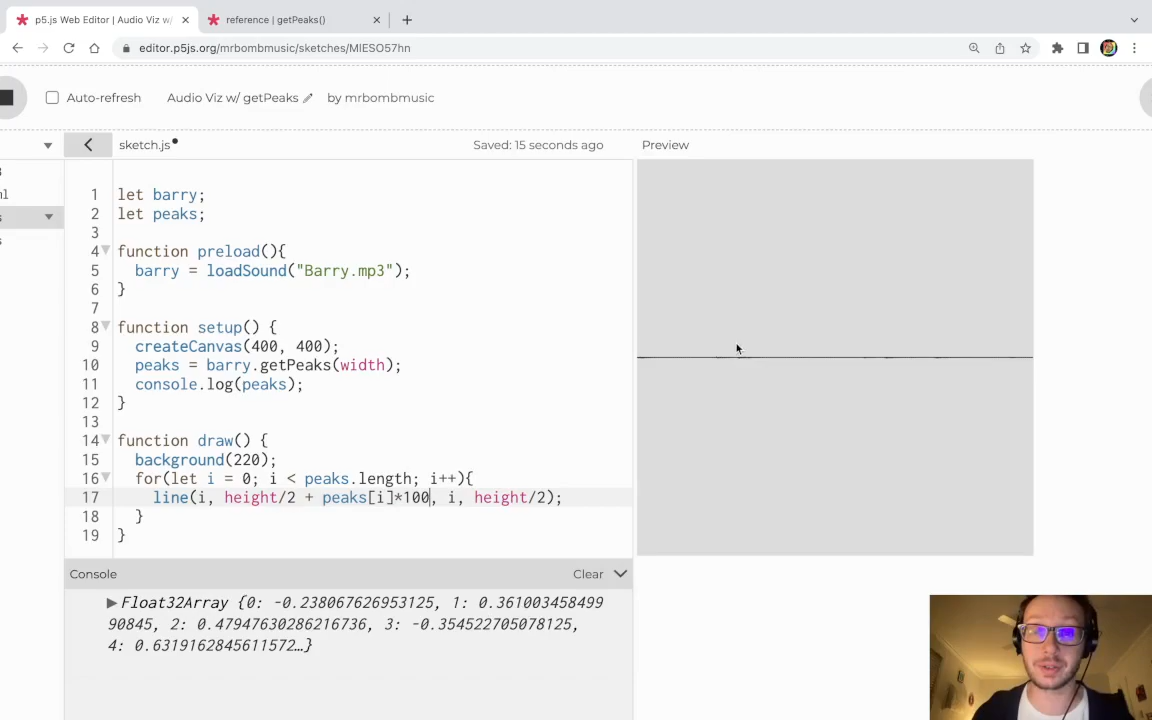 p5.js Web Editor | Audio Viz w/
reference | getPeaks()
editor.p5js.org/mrbombmusic/sketches/MIESO57hn
Auto-refresh
Audio Viz w/ getPeaks
by mrbombmusic
sketch.js
Saved: 15 seconds ago
Preview
1 let barry;
2 let peaks;
3
4 function preload(){
5 barry = loadSound("Barry.mp3");
6 }
7
8 function setup() {
9 createCanvas(400, 400);
10 peaks = barry.getPeaks(width);
11 console.log(peaks);
12 }
13
14 function draw() {
15 background(220);
16 for(let i = 0; i < peaks.length; i++){
17 line(i, height/2 + peaks[i]*100, i, height/2);
18 }
19 }
Console
Clear
Float32Array {0: -0.238067626953125, 1: 0.361003458499
90845, 2: 0.47947630286216736, 3: -0.354522705078125,
4: 0.6319162845611572…}